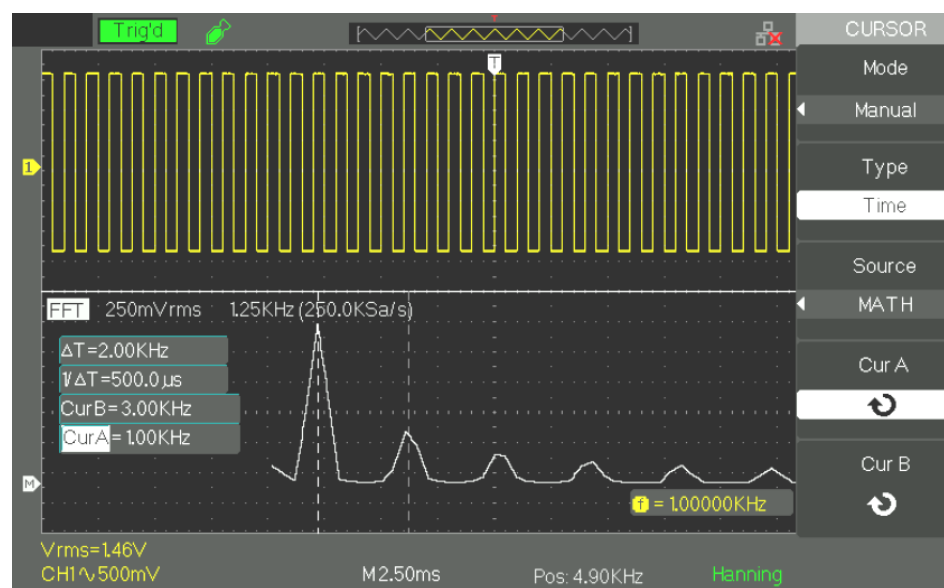 Trig'd
CURSOR
T
Mode
Manual
1
Type
Time
Source
MATH
FFT 250mVrms 1.25KHz (250.0KSa/s)
ΔT=2.00KHz
1/ΔT=500.0μs
CurB=3.00KHz
CurA=1.00KHz
Cur A
Cur B
M
f = 1.00000KHz
Vrms=1.46V
CH1∿500mV
M 2.50ms
Pos: 4.90KHz
Hanning